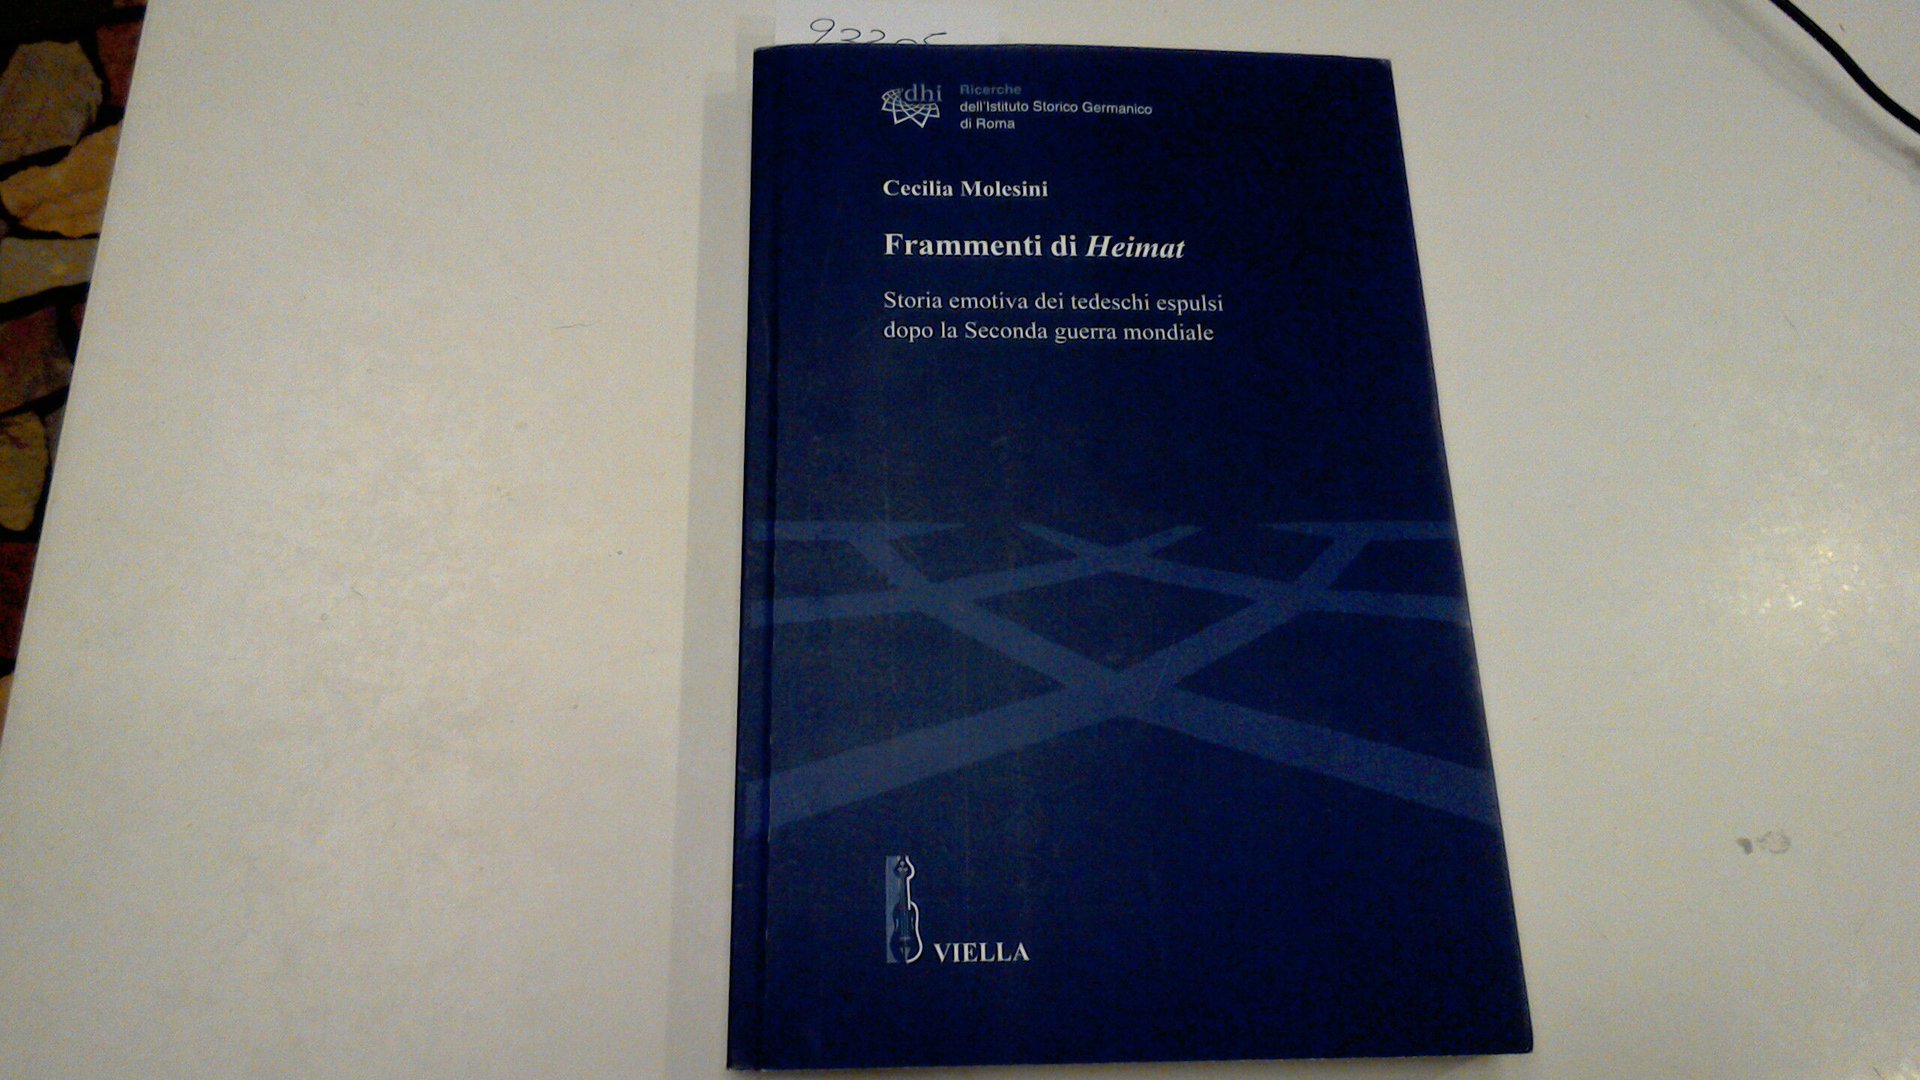 dhi
Ricerche
dell'Istituto Storico Germanico
di Roma
Cecilia Molesini
Frammenti di Heimat
Storia emotiva dei tedeschi espulsi
dopo la Seconda guerra mondiale
VIELLA